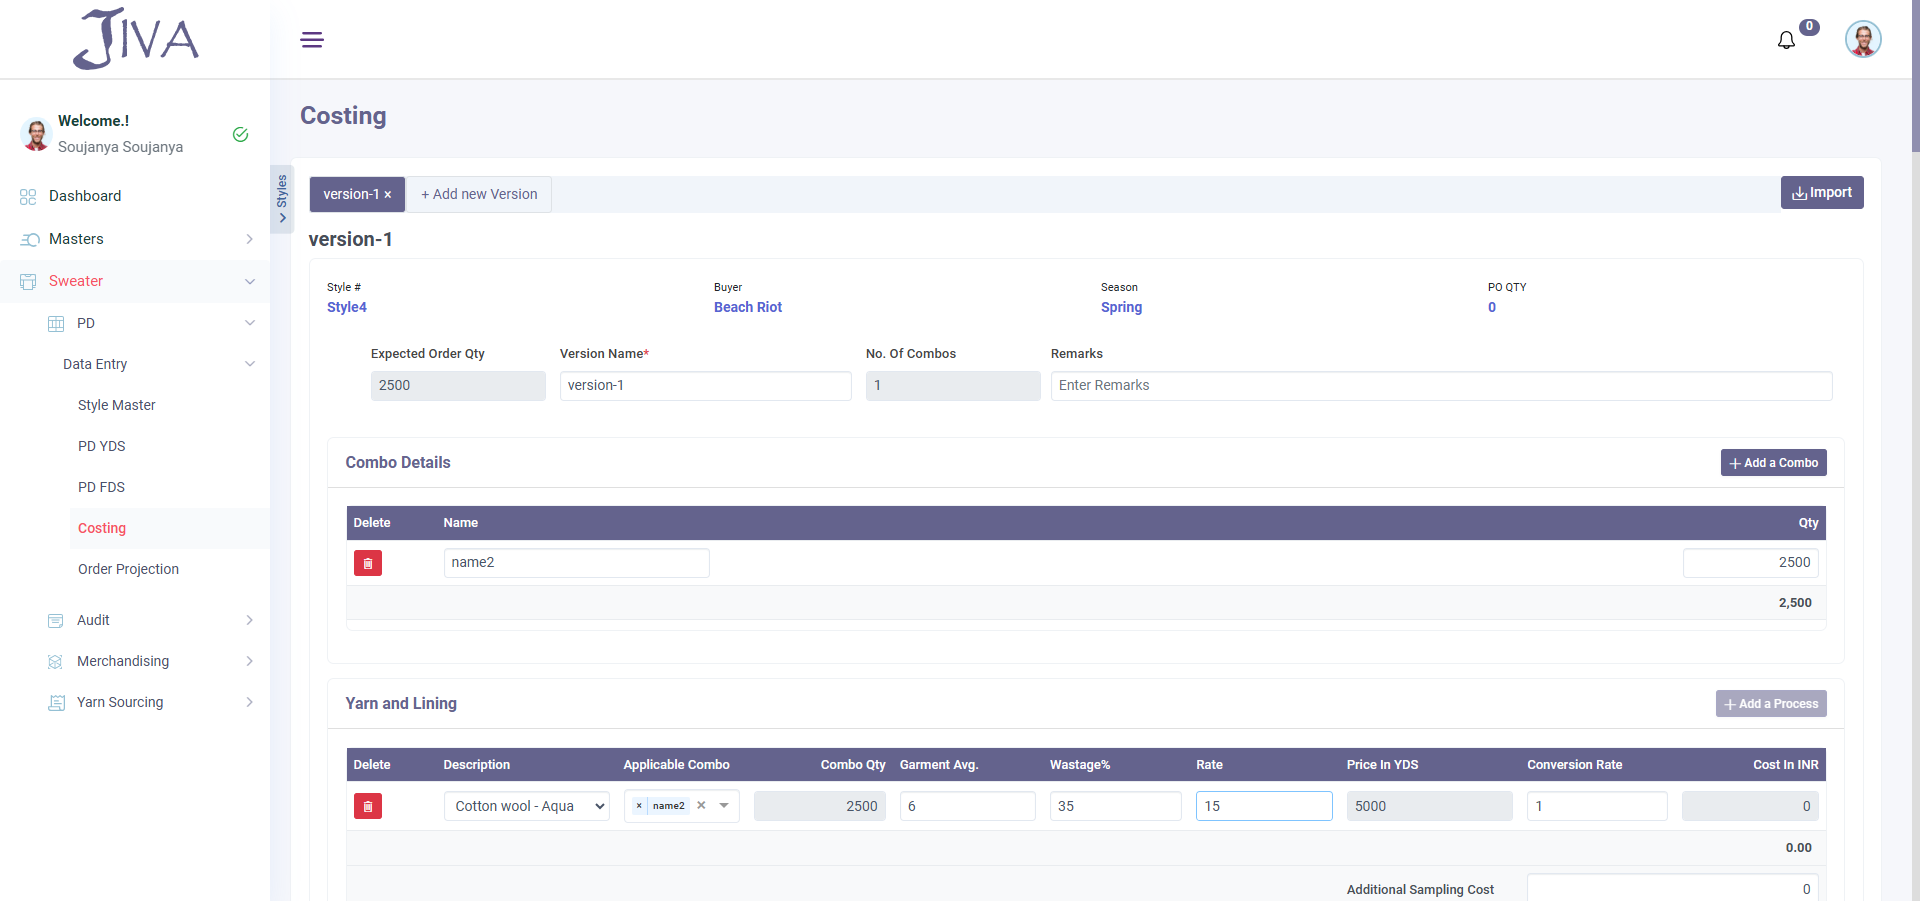 JIVA
0
Welcome.!
Soujanya Soujanya
Dashboard
Masters
Sweater
PD
Data Entry
Style Master
PD YDS
PD FDS
Costing
Order Projection
Audit
Merchandising
Yarn Sourcing
Styles
Costing
version-1 × + Add new Version Import
version-1
Style # Buyer Season PO QTY
Style4 Beach Riot Spring 0
Expected Order Qty Version Name* No. Of Combos Remarks
2500 version-1 1 Enter Remarks
Combo Details + Add a Combo
Delete Name Qty
name2 2500
2,500
Yarn and Lining + Add a Process
Delete Description Applicable Combo Combo Qty Garment Avg. Wastage% Rate Price In YDS Conversion Rate Cost In INR
Cotton wool - Aqua × name2 × 2500 6 35 15 5000 1 0
0.00
Additional Sampling Cost 0